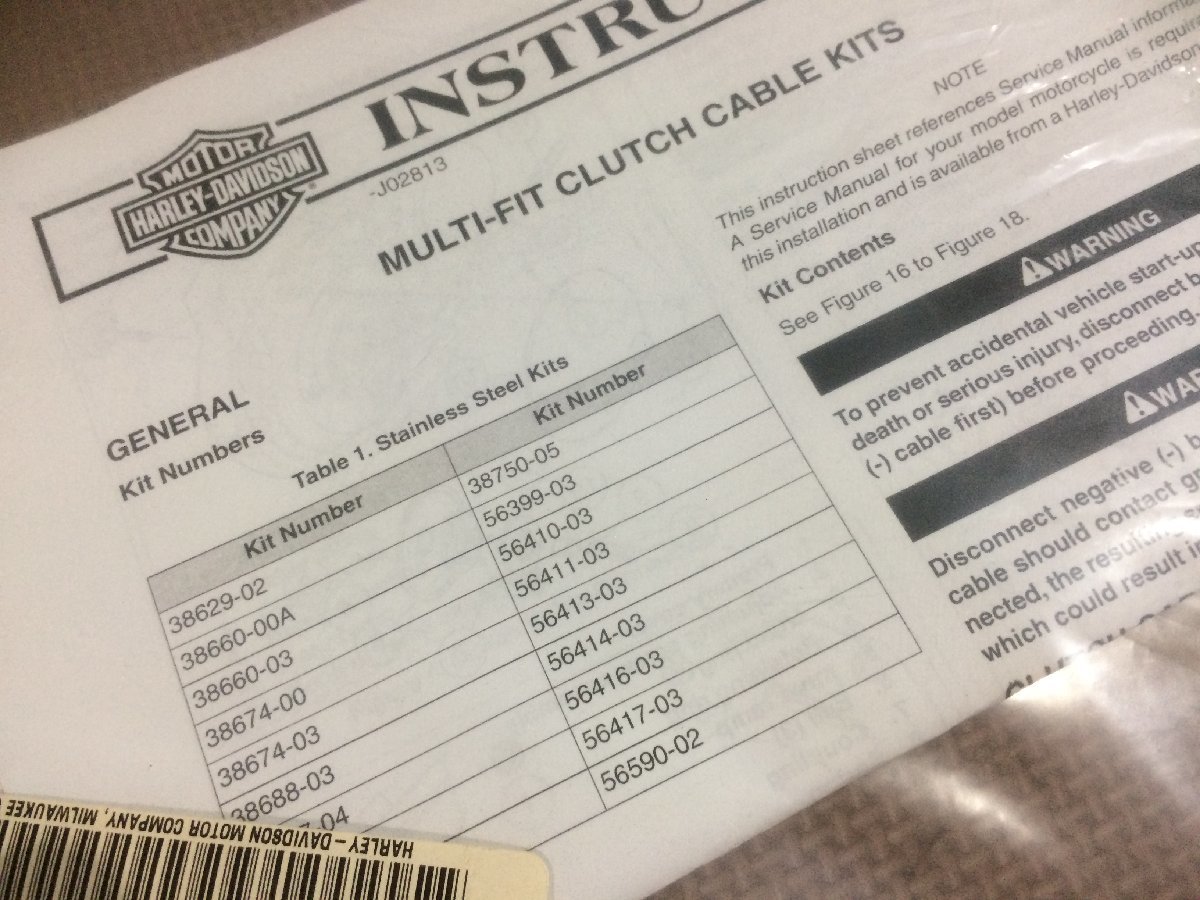 MOTOR
HARLEY-DAVIDSON
COMPANY
®
INSTRU
-J02813
MULTI-FIT CLUTCH CABLE KITS
GENERAL
Kit Numbers
Table 1. Stainless Steel Kits
Kit Number Kit Number
38629-02 38750-05
38660-00A 56399-03
38660-03 56410-03
38674-00 56411-03
38674-03 56413-03
38688-03 56414-03
-04 56416-03
56417-03
56590-02
NOTE
This instruction sheet references Service Manual
A Service Manual for your model motorcycle is
this installation and is available from a Harley-Davidson
Kit Contents
See Figure 16 to Figure 18.
WARNING
To prevent accidental vehicle start-up
death or serious injury, disconnect
(-) cable first) before proceeding.
Disconnect negative (-)
cable should contact
nected, the resulting
which could result
HARLEY – DAVIDSON MOTOR COMPANY, MILWAUKEE